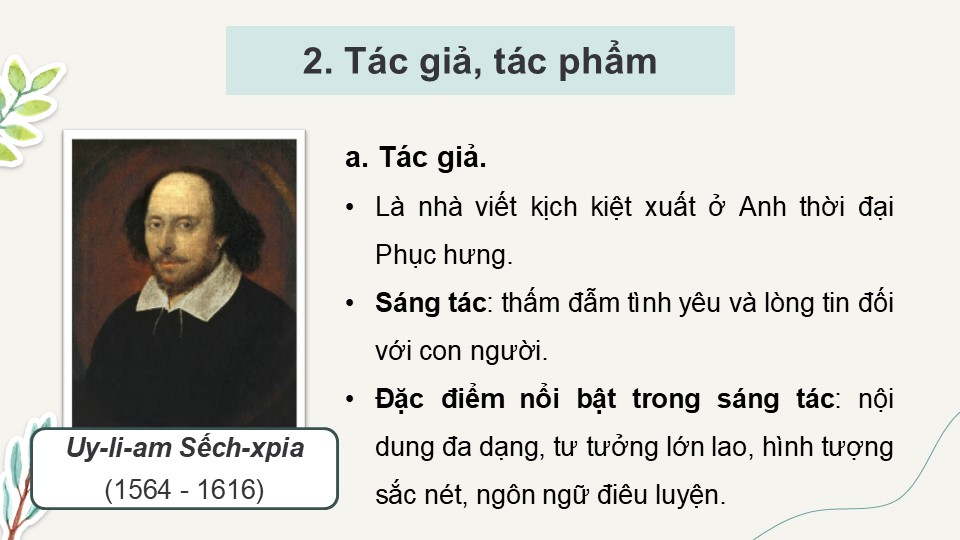 2. Tác giả, tác phẩm
a. Tác giả.
• Là nhà viết kịch kiệt xuất ở Anh thời đại
Phục hưng.
• Sáng tác: thấm đẫm tình yêu và lòng tin đối
với con người.
• Đặc điểm nổi bật trong sáng tác: nội
dung đa dạng, tư tưởng lớn lao, hình tượng
sắc nét, ngôn ngữ điêu luyện.
Uy-li-am Sếch-xpia
(1564 - 1616)